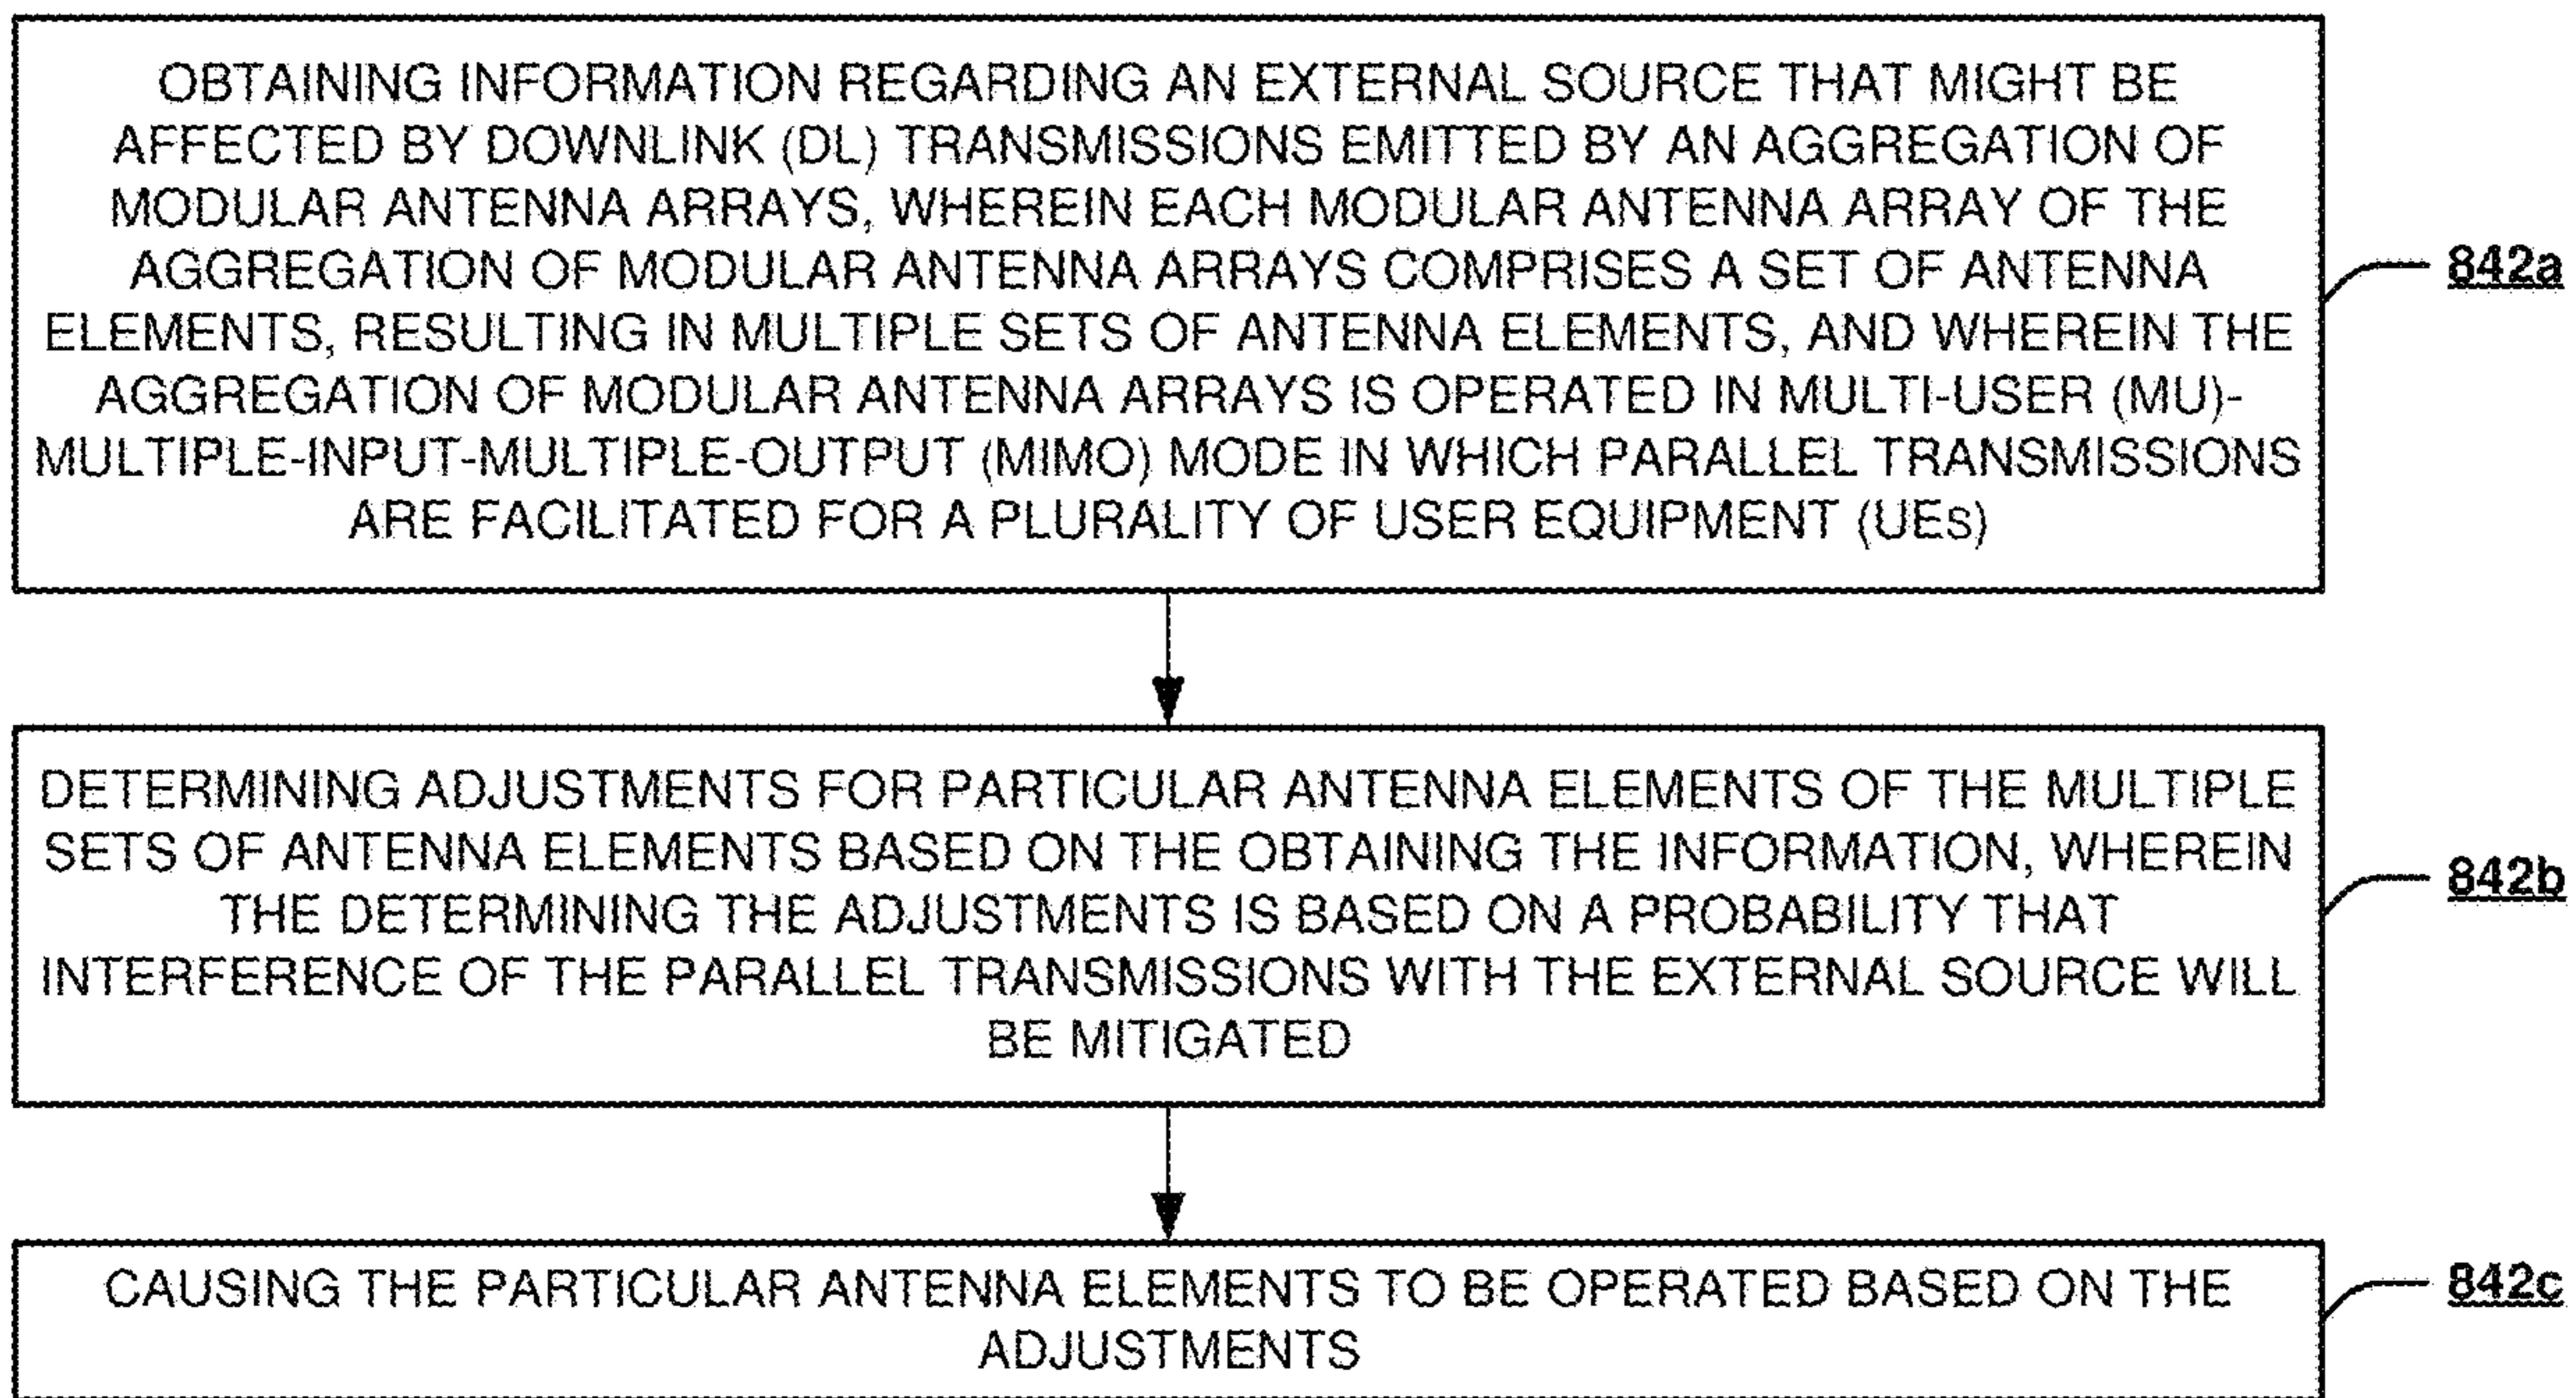 OBTAINING INFORMATION REGARDING AN EXTERNAL SOURCE THAT MIGHT BE
AFFECTED BY DOWNLINK (DL) TRANSMISSIONS EMITTED BY AN AGGREGATION OF
MODULAR ANTENNA ARRAYS, WHEREIN EACH MODULAR ANTENNA ARRAY OF THE
AGGREGATION OF MODULAR ANTENNA ARRAYS COMPRISES A SET OF ANTENNA
ELEMENTS, RESULTING IN MULTIPLE SETS OF ANTENNA ELEMENTS, AND WHEREIN THE
AGGREGATION OF MODULAR ANTENNA ARRAYS IS OPERATED IN MULTI-USER (MU)-
MULTIPLE-INPUT-MULTIPLE-OUTPUT (MIMO) MODE IN WHICH PARALLEL TRANSMISSIONS
ARE FACILITATED FOR A PLURALITY OF USER EQUIPMENT (UEs)
842a
DETERMINING ADJUSTMENTS FOR PARTICULAR ANTENNA ELEMENTS OF THE MULTIPLE
SETS OF ANTENNA ELEMENTS BASED ON THE OBTAINING THE INFORMATION, WHEREIN
THE DETERMINING THE ADJUSTMENTS IS BASED ON A PROBABILITY THAT
INTERFERENCE OF THE PARALLEL TRANSMISSIONS WITH THE EXTERNAL SOURCE WILL
BE MITIGATED
842b
CAUSING THE PARTICULAR ANTENNA ELEMENTS TO BE OPERATED BASED ON THE
ADJUSTMENTS
842c